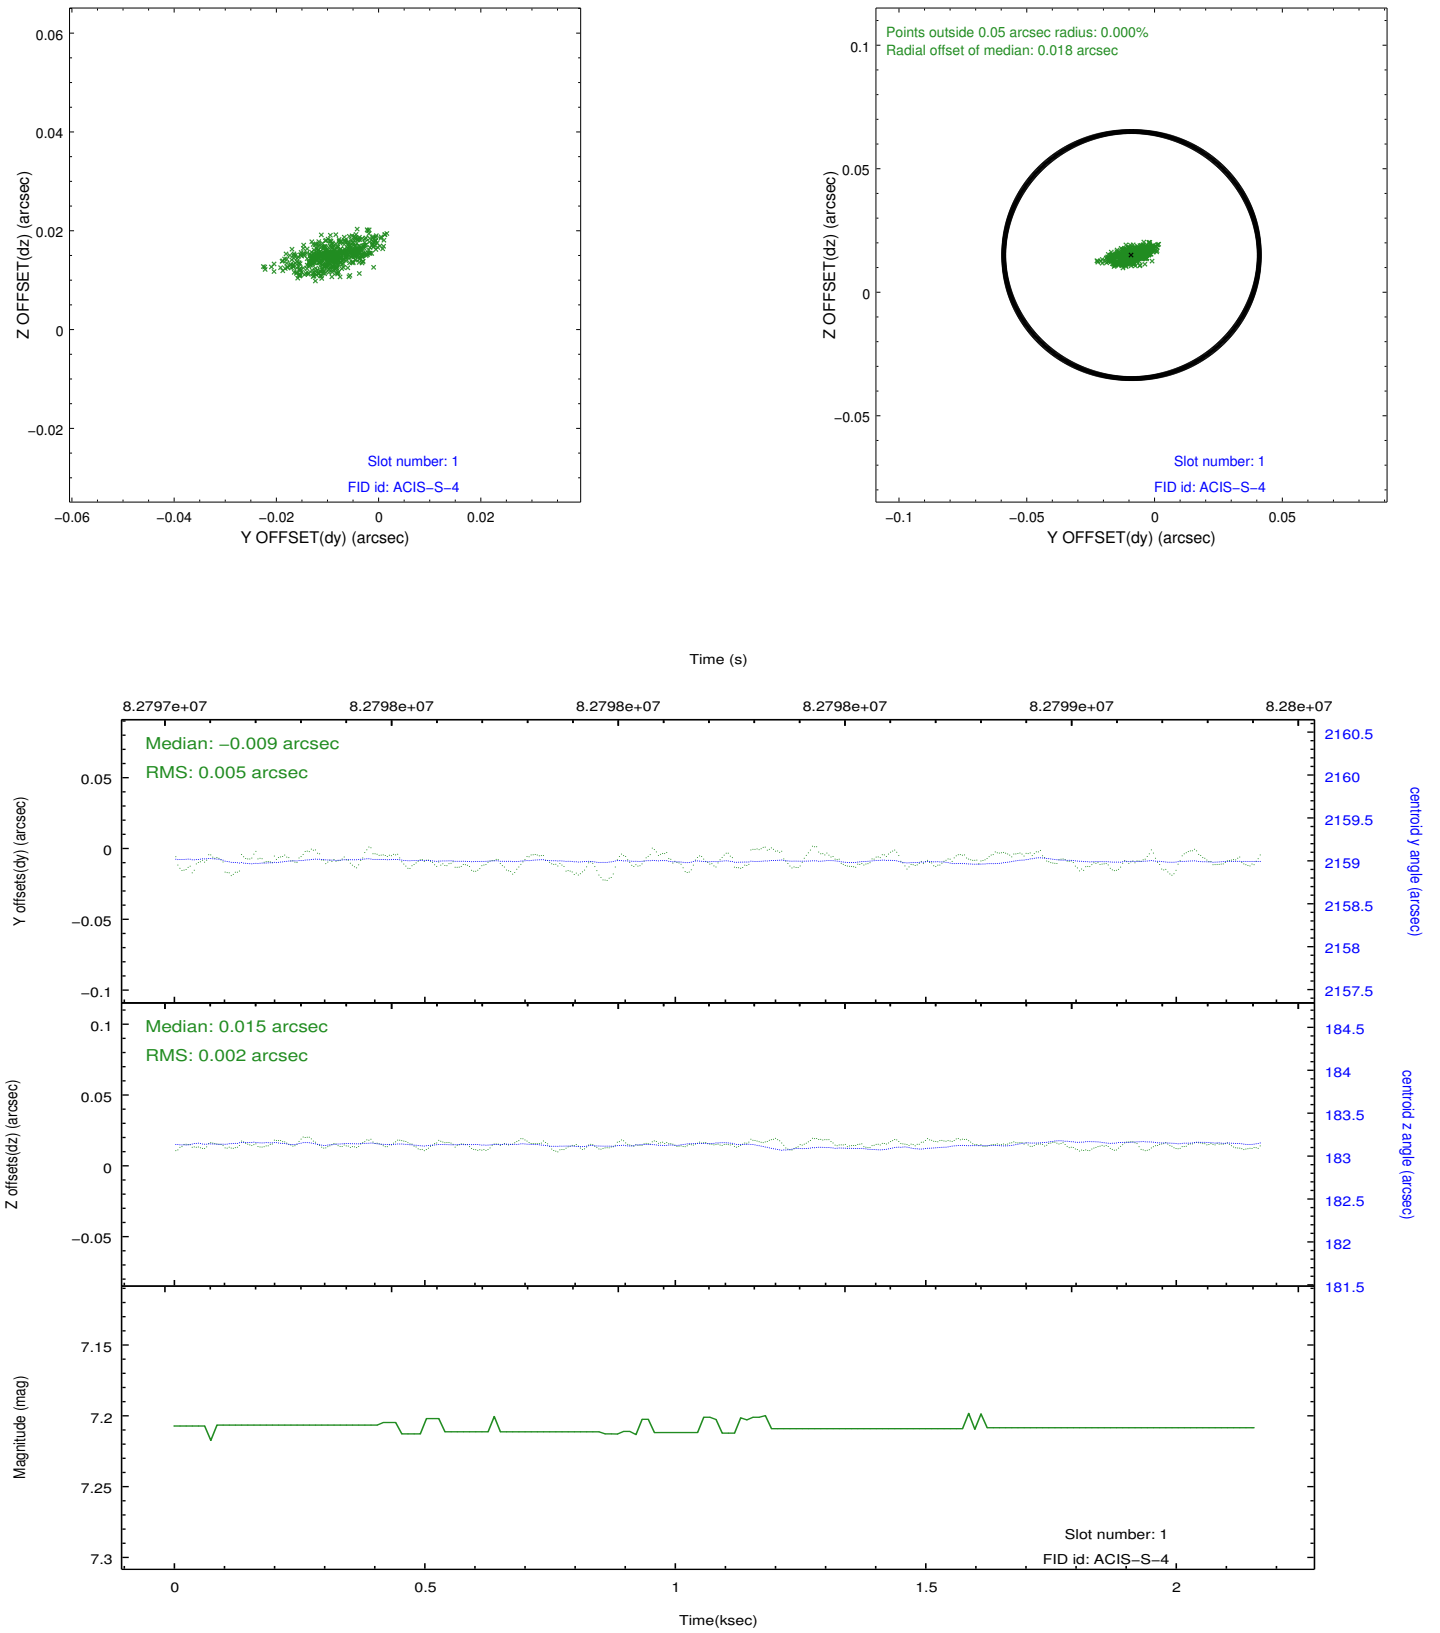 0.06
0.04
0.02
0
−0.02
Z OFFSET(dz) (arcsec)
Slot number: 1
FID id: ACIS−S−4
−0.06
−0.04
−0.02
0
0.02
Y OFFSET(dy) (arcsec)
Points outside 0.05 arcsec radius: 0.000%
Radial offset of median: 0.018 arcsec
0.1
0.05
0
−0.05
Z OFFSET(dz) (arcsec)
Slot number: 1
FID id: ACIS−S−4
−0.1
−0.05
0
0.05
Y OFFSET(dy) (arcsec)
Time (s)
8.2797e+07
8.2798e+07
8.2798e+07
8.2798e+07
8.2799e+07
8.28e+07
Median: −0.009 arcsec
RMS: 0.005 arcsec
0.05
0
−0.05
−0.1
Y offsets(dy) (arcsec)
2160.5
2160
2159.5
2159
2158.5
2158
2157.5
centroid y angle (arcsec)
Median: 0.015 arcsec
RMS: 0.002 arcsec
0.1
0.05
0
−0.05
Z offsets(dz) (arcsec)
184.5
184
183.5
183
182.5
182
181.5
centroid z angle (arcsec)
7.15
7.2
7.25
7.3
Magnitude (mag)
Slot number: 1
FID id: ACIS−S−4
0
0.5
1
1.5
2
Time(ksec)